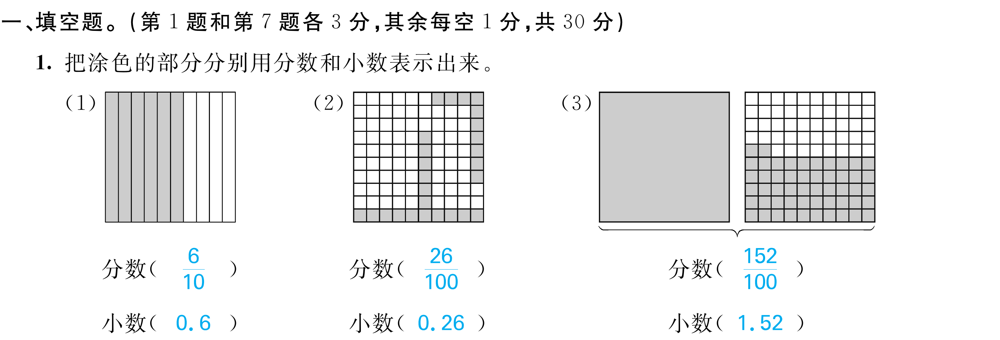 一、填空题。(第 1 题和第 7 题各 3 分,其余每空 1 分,共 30 分)
1. 把涂色的部分分别用分数和小数表示出来。
(1) (2) (3)
分数( 6/10 ) 分数( 26/100 ) 分数( 152/100 )
小数( 0.6 ) 小数( 0.26 ) 小数( 1.52 )